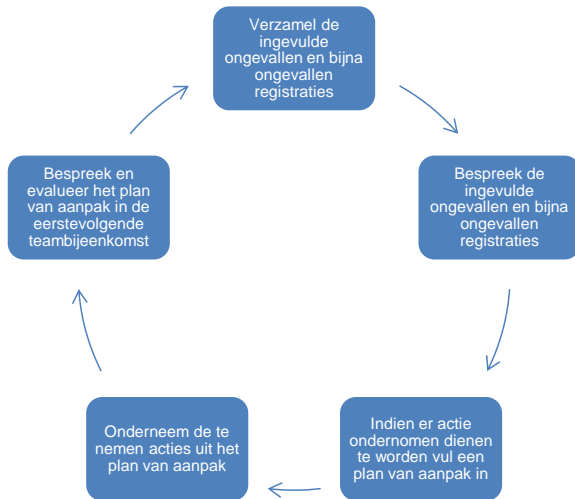 Verzamel de
ingevulde
ongevallen en bijna
ongevallen
registraties
Bespreek de
ingevulde
ongevallen en bijna
ongevallen
registraties
Indien er actie
ondernomen dienen
te worden vul een
plan van aanpak in
Onderneem de te
nemen acties uit het
plan van aanpak
Bespreek en
evalueer het plan
van aanpak in de
eerstevolgende
teambijeenkomst